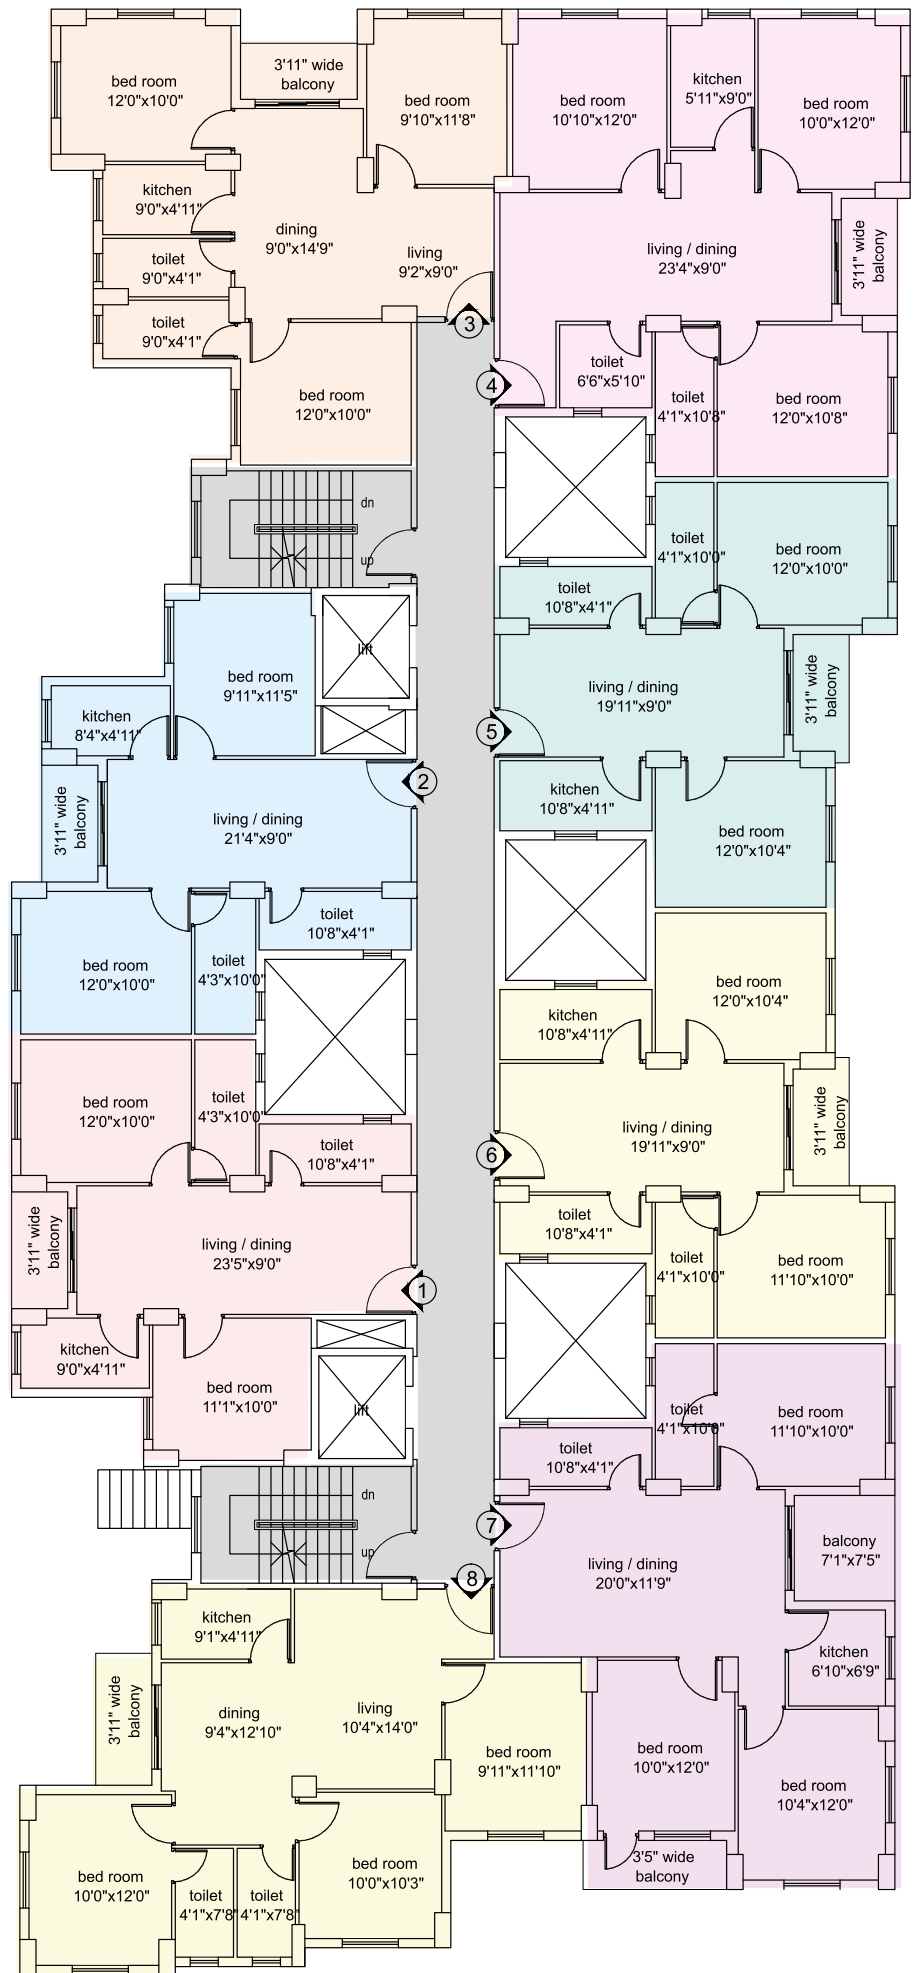 bed room
12'0"x10'0"
3'11" wide
balcony
bed room
9'10"x11'8"
bed room
10'10"x12'0"
kitchen
5'11"x9'0"
bed room
10'0"x12'0"
kitchen
9'0"x4'11"
dining
9'0"x14'9"
living
9'2"x9'0"
living / dining
23'4"x9'0"
3'11" wide
balcony
toilet
9'0"x4'1"
toilet
9'0"x4'1"
3
bed room
12'0"x10'0"
4
toilet
6'6"x5'10"
toilet
4'1"x10'8"
bed room
12'0"x10'8"
dn
up
toilet
4'1"x10'0"
bed room
12'0"x10'0"
toilet
10'8"x4'1"
lift
bed room
9'11"x11'5"
kitchen
8'4"x4'11"
living / dining
19'11"x9'0"
3'11" wide
balcony
5
2
3'11" wide
balcony
living / dining
21'4"x9'0"
kitchen
10'8"x4'11"
bed room
12'0"x10'4"
toilet
10'8"x4'1"
bed room
12'0"x10'0"
toilet
4'3"x10'0"
bed room
12'0"x10'4"
kitchen
10'8"x4'11"
bed room
12'0"x10'0"
toilet
4'3"x10'0"
toilet
10'8"x4'1"
living / dining
19'11"x9'0"
3'11" wide
balcony
6
3'11" wide
balcony
living / dining
23'5"x9'0"
1
toilet
10'8"x4'1"
toilet
4'1"x10'0"
bed room
11'10"x10'0"
kitchen
9'0"x4'11"
bed room
11'1"x10'0"
lift
toilet
4'1"x10'0"
bed room
11'10"x10'0"
toilet
10'8"x4'1"
dn
up
7
8
living / dining
20'0"x11'9"
balcony
7'1"x7'5"
kitchen
9'1"x4'11"
kitchen
6'10"x6'9"
3'11" wide
balcony
dining
9'4"x12'10"
living
10'4"x14'0"
bed room
9'11"x11'10"
bed room
10'0"x12'0"
bed room
10'4"x12'0"
3'5" wide
balcony
bed room
10'0"x12'0"
toilet
4'1"x7'8"
toilet
4'1"x7'8"
bed room
10'0"x10'3"